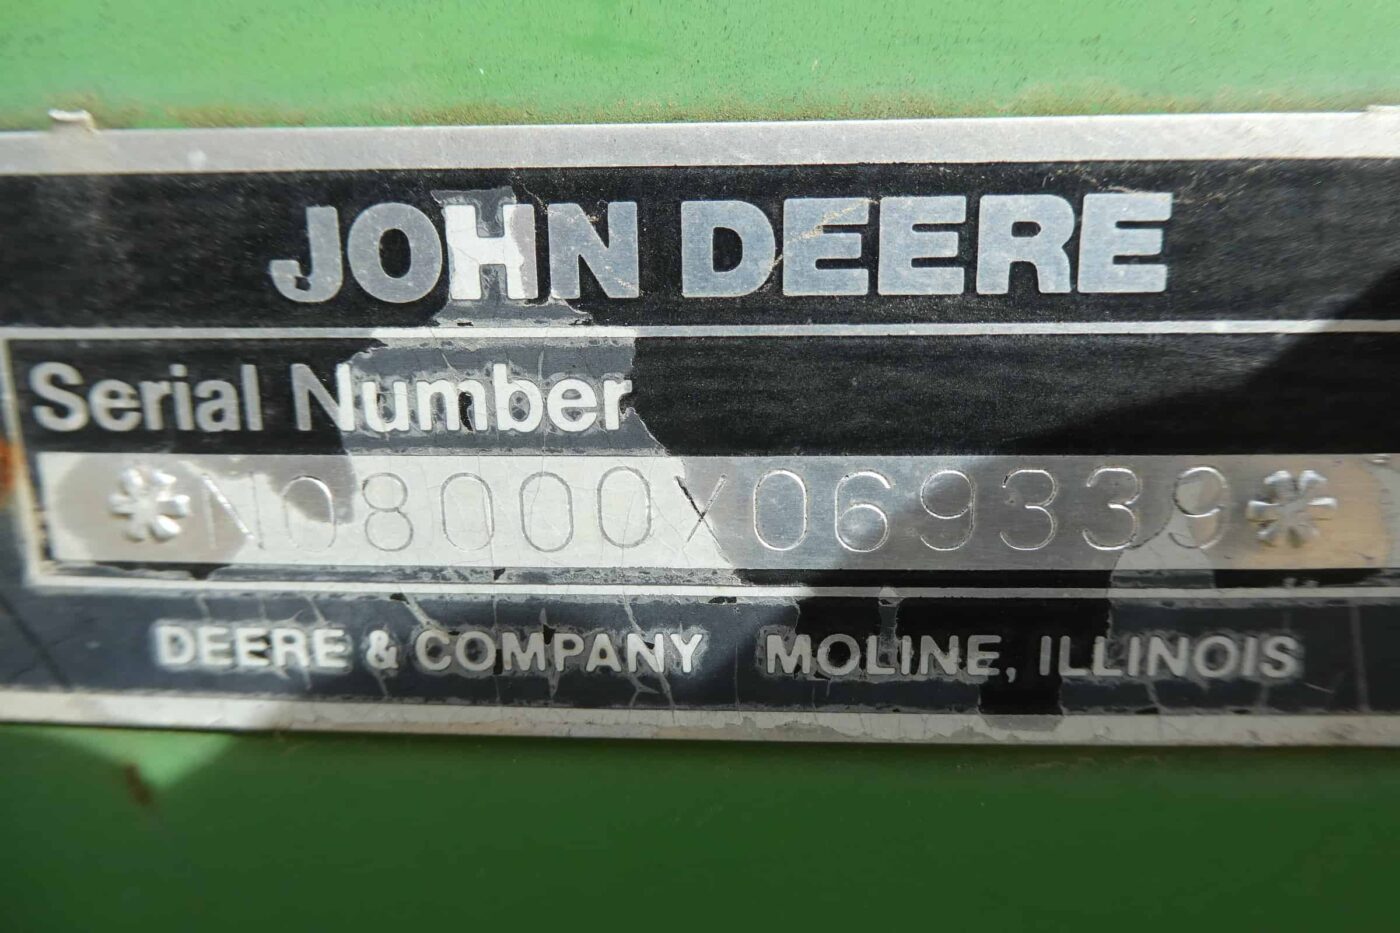 JOHN DEERE
Serial Number
*N08000X069339*
DEERE & COMPANY MOLINE, ILLINOIS